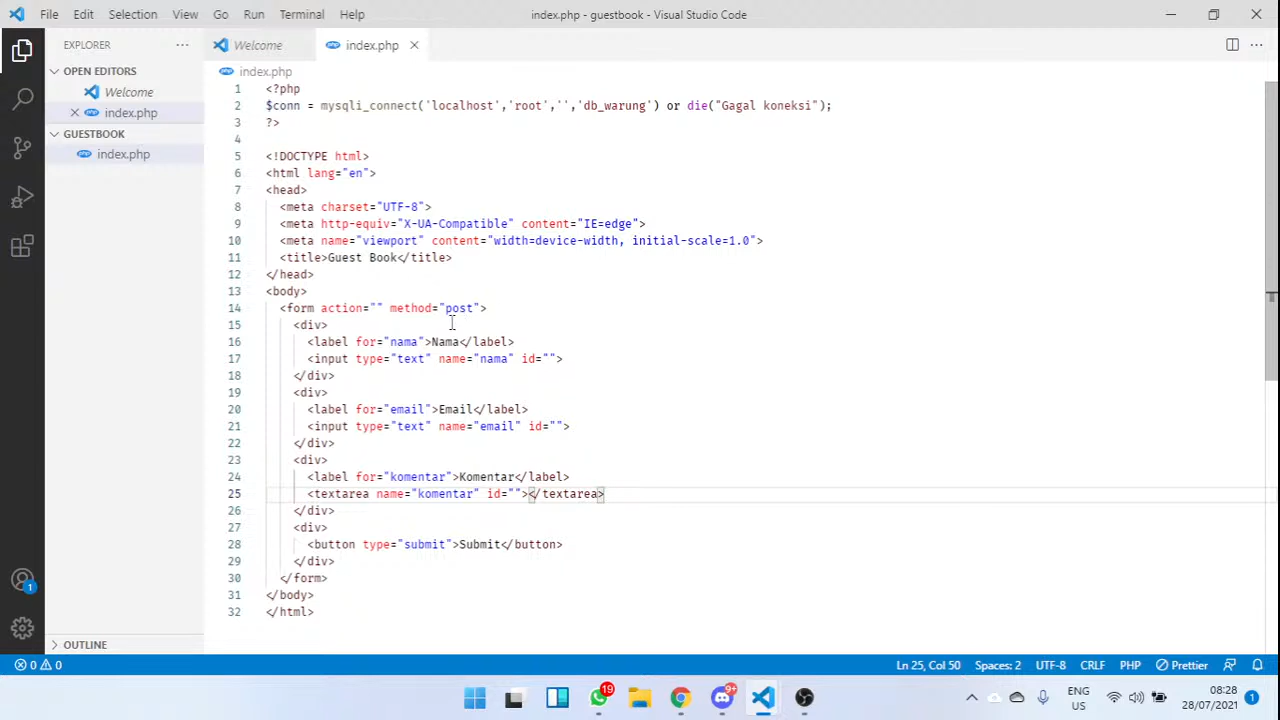 File Edit Selection View Go Run Terminal Help
index.php - guestbook - Visual Studio Code
EXPLORER
OPEN EDITORS
Welcome
index.php
GUESTBOOK
index.php
OUTLINE
Welcome
index.php
index.php
1 <?php
2 $conn = mysqli_connect('localhost','root','','db_warung') or die("Gagal koneksi");
3 ?>
4
5 <!DOCTYPE html>
6 <html lang="en">
7 <head>
8 <meta charset="UTF-8">
9 <meta http-equiv="X-UA-Compatible" content="IE=edge">
10 <meta name="viewport" content="width=device-width, initial-scale=1.0">
11 <title>Guest Book</title>
12 </head>
13 <body>
14 <form action="" method="post">
15 <div>
16 <label for="nama">Nama</label>
17 <input type="text" name="nama" id="">
18 </div>
19 <div>
20 <label for="email">Email</label>
21 <input type="text" name="email" id="">
22 </div>
23 <div>
24 <label for="komentar">Komentar</label>
25 <textarea name="komentar" id=""></textarea>
26 </div>
27 <div>
28 <button type="submit">Submit</button>
29 </div>
30 </form>
31 </body>
32 </html>
1
0 0
Ln 25, Col 50 Spaces: 2 UTF-8 CRLF PHP Prettier
19
9+
ENG
US
08:28
28/07/2021
1